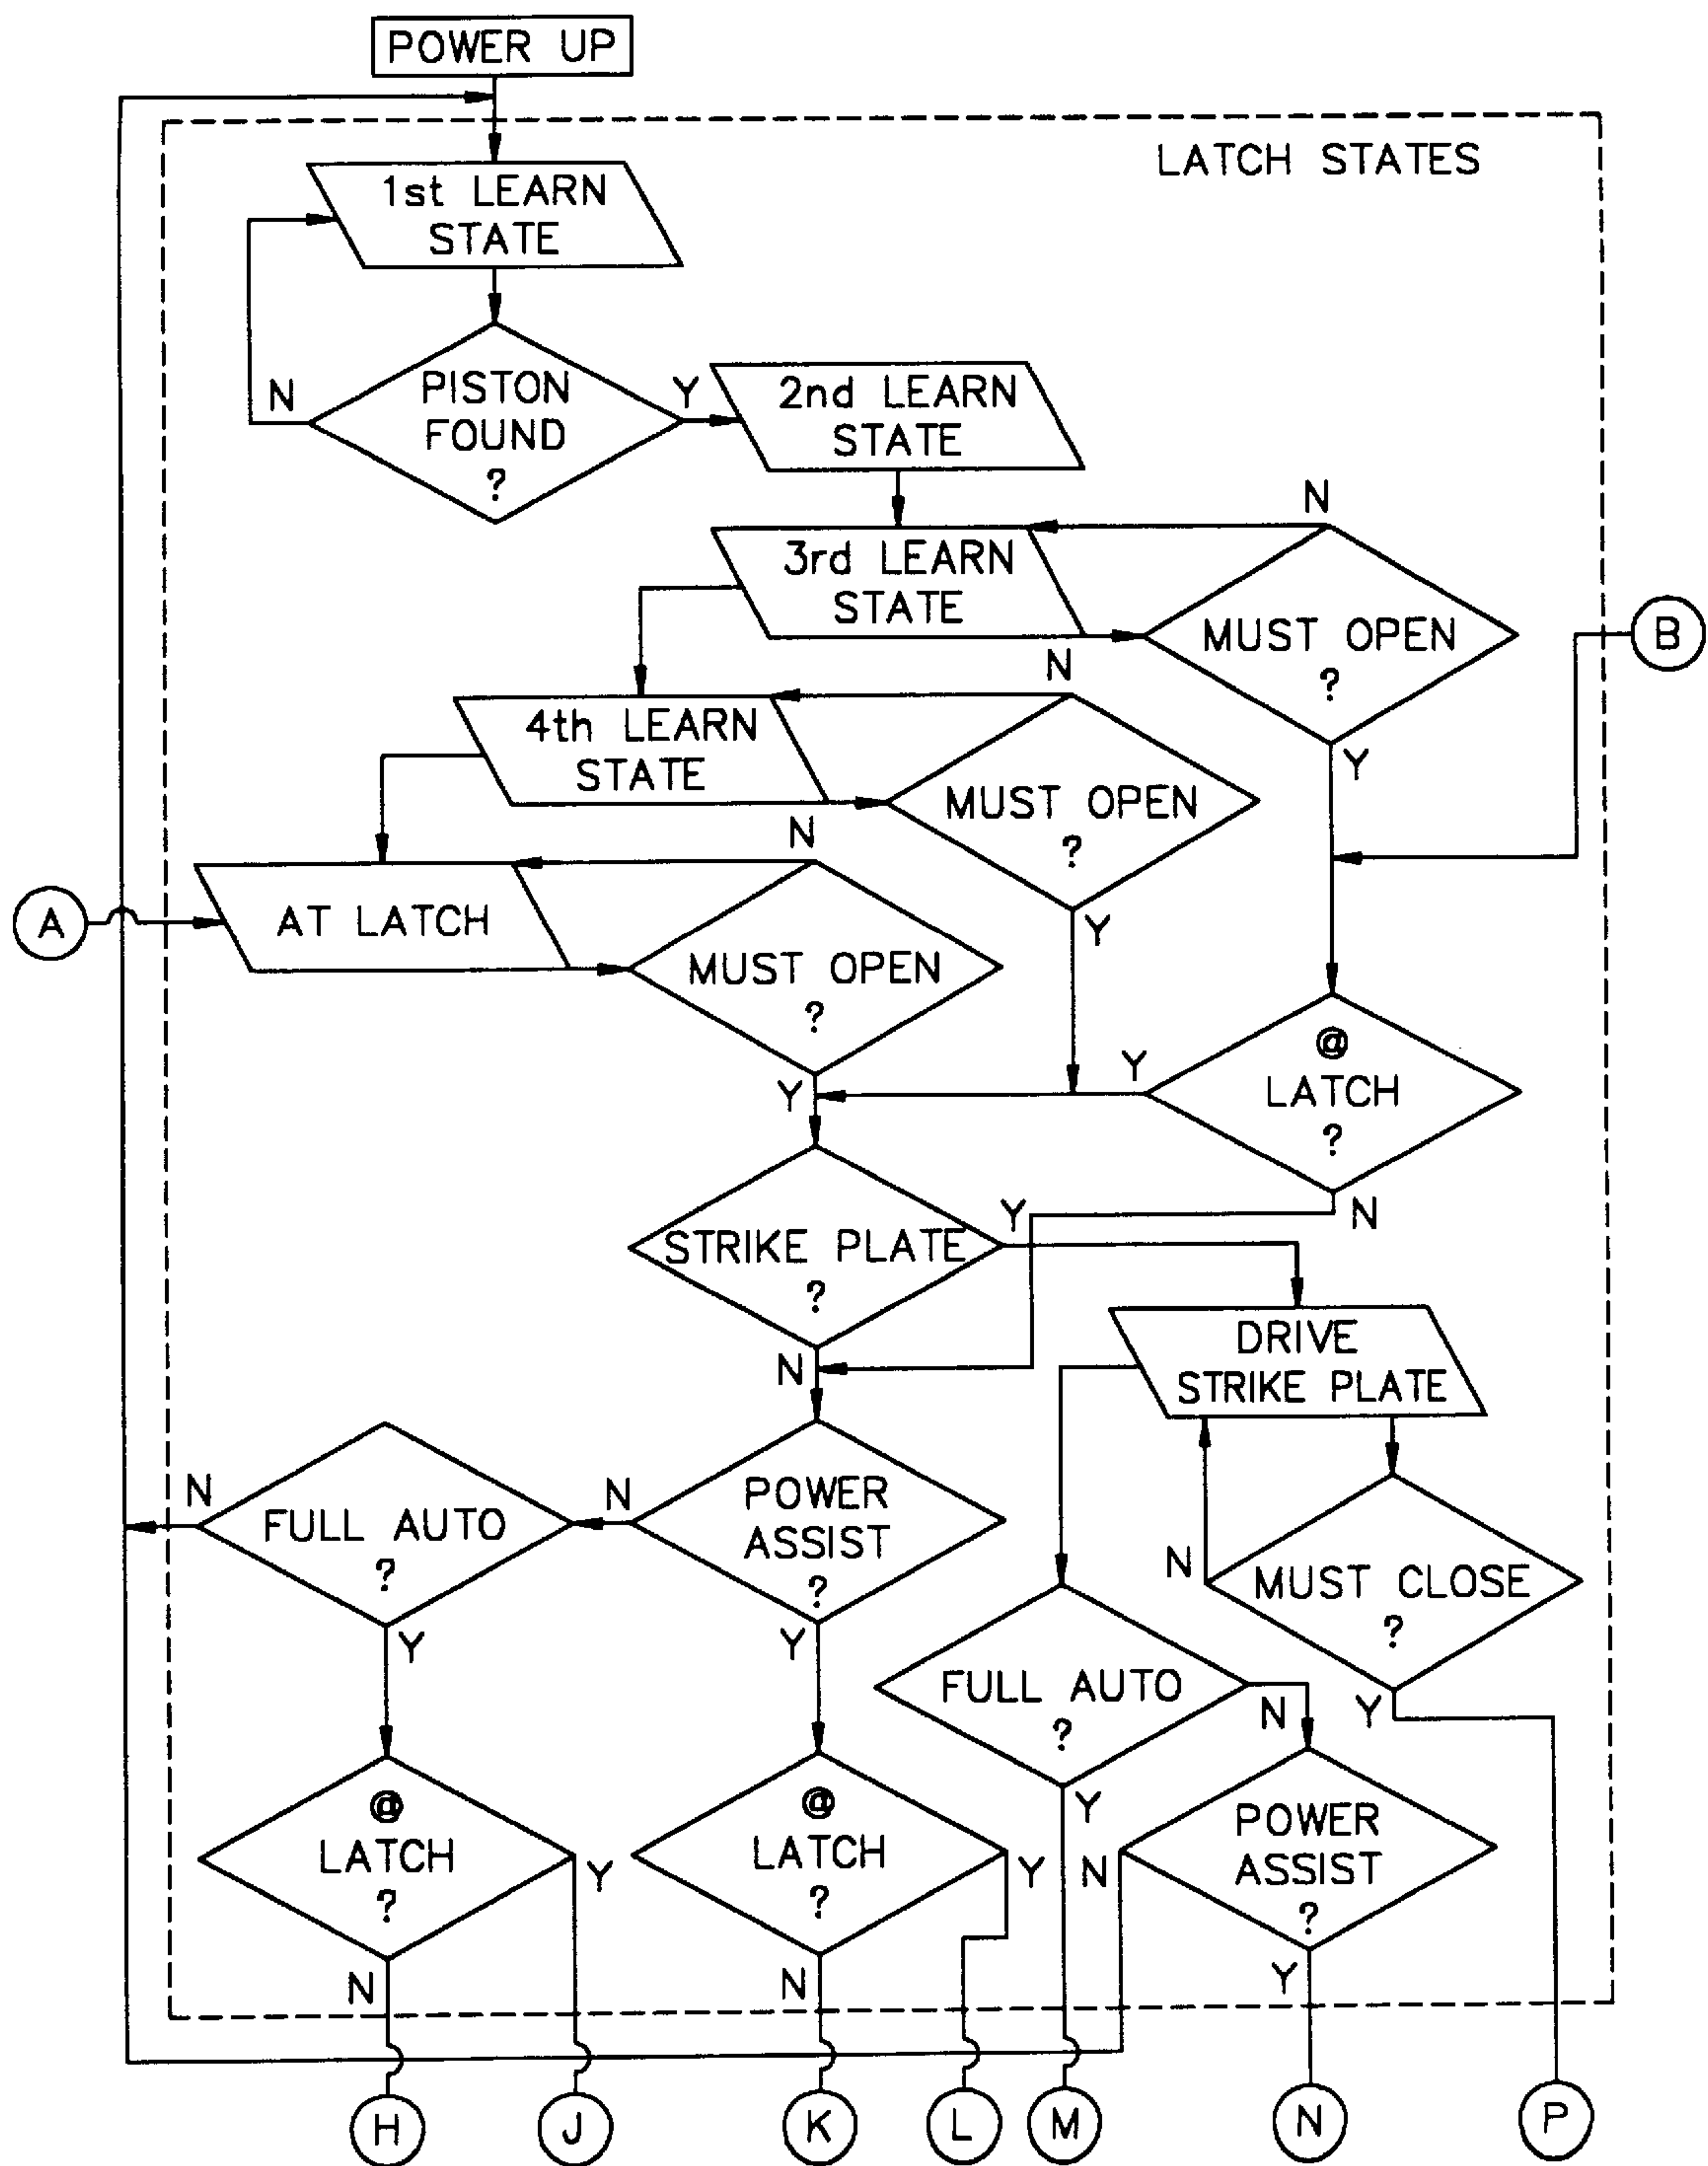 POWER UP
LATCH STATES
1st LEARN
STATE
N
PISTON
FOUND
?
Y
2nd LEARN
STATE
N
3rd LEARN
STATE
MUST OPEN
?
B
N
Y
4th LEARN
STATE
MUST OPEN
?
N
A
AT LATCH
Y
MUST OPEN
?
@
LATCH
?
Y
Y
N
STRIKE PLATE
?
Y
N
DRIVE
STRIKE PLATE
N
FULL AUTO
?
N
POWER
ASSIST
?
N
MUST CLOSE
?
Y
Y
FULL AUTO
?
N
Y
Y
@
LATCH
?
Y
@
LATCH
?
Y
N
POWER
ASSIST
?
N
N
Y
H
J
K
L
M
N
P